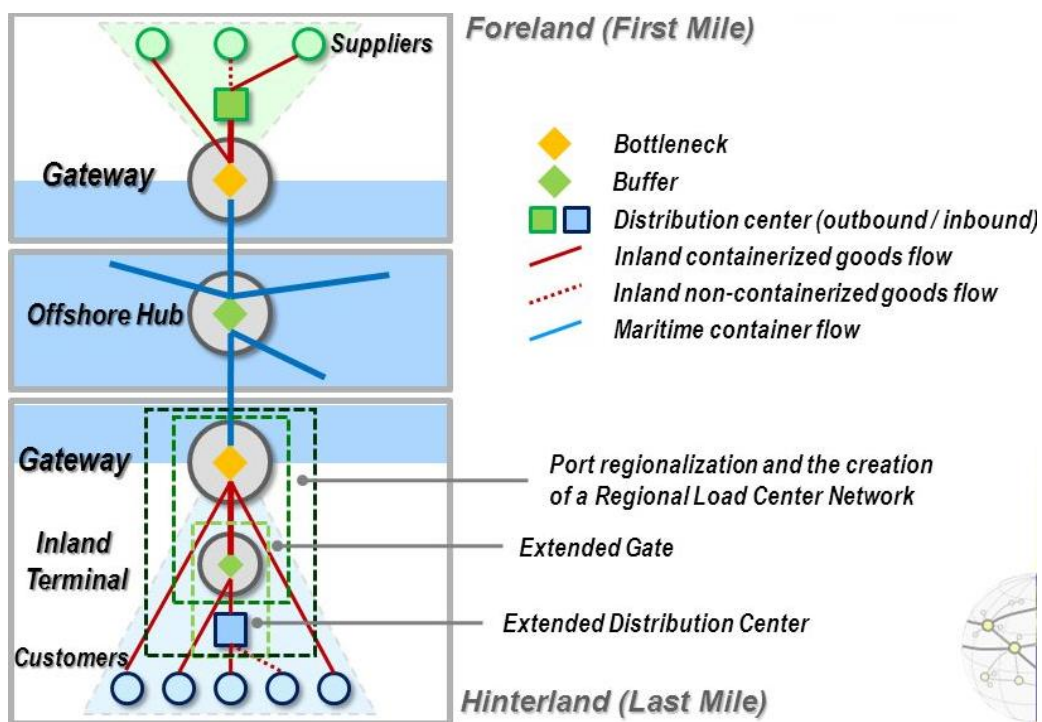 Foreland (First Mile)
Suppliers
Gateway
Bottleneck
Buffer
Distribution center (outbound / inbound)
Inland containerized goods flow
Inland non-containerized goods flow
Maritime container flow
Offshore Hub
Gateway
Port regionalization and the creation
of a Regional Load Center Network
Inland
Terminal
Extended Gate
Extended Distribution Center
Customers
Hinterland (Last Mile)